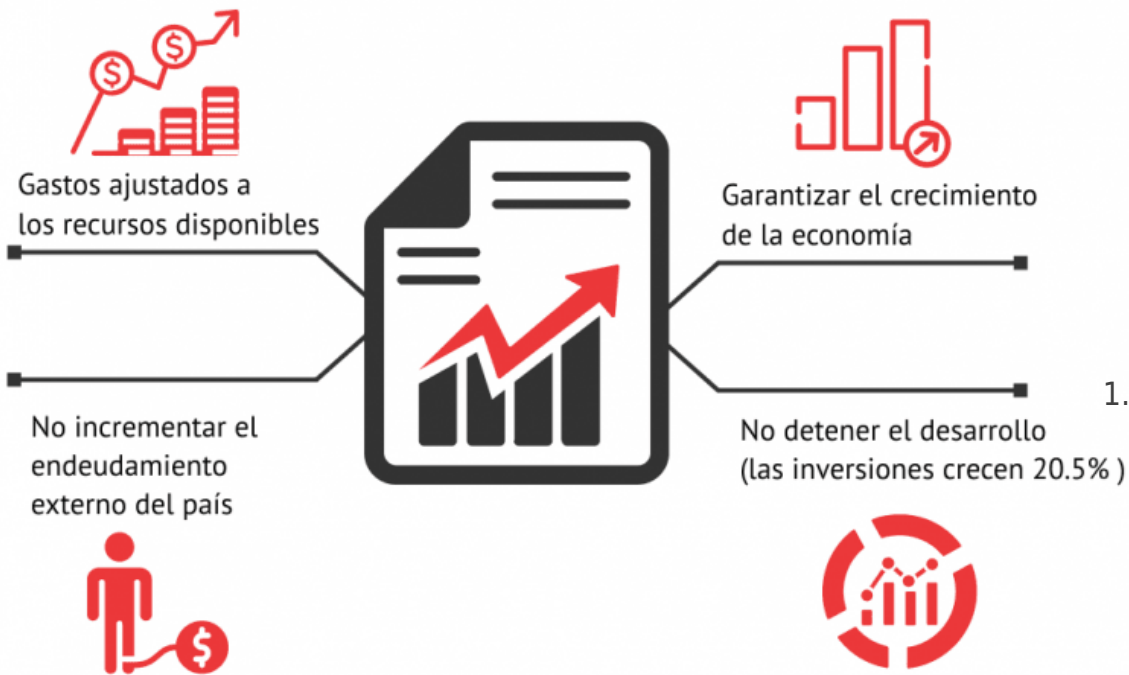 Gastos ajustados a
los recursos disponibles
Garantizar el crecimiento
de la economía
No incrementar el
endeudamiento
externo del país
No detener el desarrollo
(las inversiones crecen 20.5% )
1.
$
$
$